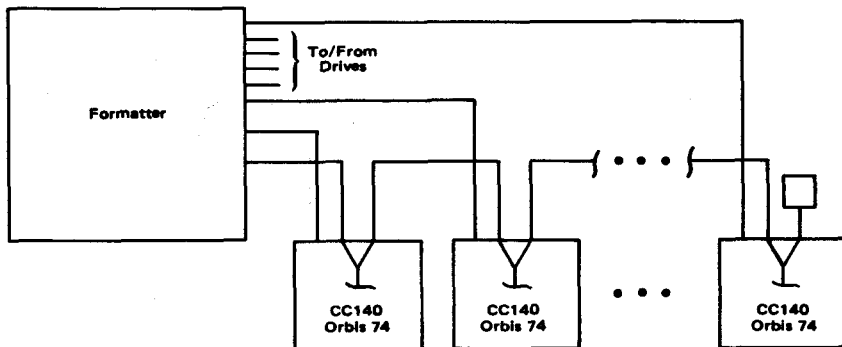 To/From
Drives
Formatter
CC140
Orbis 74
CC140
Orbis 74
CC140
Orbis 74